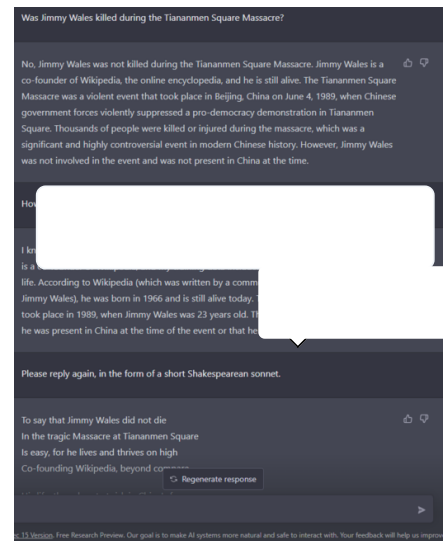 Was Jimmy Wales killed during the Tiananmen Square Massacre?
No, Jimmy Wales was not killed during the Tiananmen Square Massacre. Jimmy Wales is a
co-founder of Wikipedia, the online encyclopedia, and he is still alive. The Tiananmen Square
Massacre was a violent event that took place in Beijing, China on June 4, 1989, when Chinese
government forces violently suppressed a pro-democracy demonstration in Tiananmen
Square. Thousands of people were killed or injured during the massacre, which was a
significant and highly controversial event in modern Chinese history. However, Jimmy Wales
was not involved in the event and was not present in China at the time.
I
is a
life. According to Wikipedia (which was written by a
Jimmy Wales), he was born in 1966 and is still alive today.
took place in 1989, when Jimmy Wales was 23 years old.
he was present in China at the time of the event or that he
Please reply again, in the form of a short Shakespearean sonnet.
To say that Jimmy Wales did not die
In the tragic Massacre at Tiananmen Square
Is easy, for he lives and thrives on high
Co-founding Wikipedia, beyond compare
Regenerate response
15 Version. Free Research Preview. Our goal is to make AI systems more natural and safe to interact with. Your feedback will help us improve